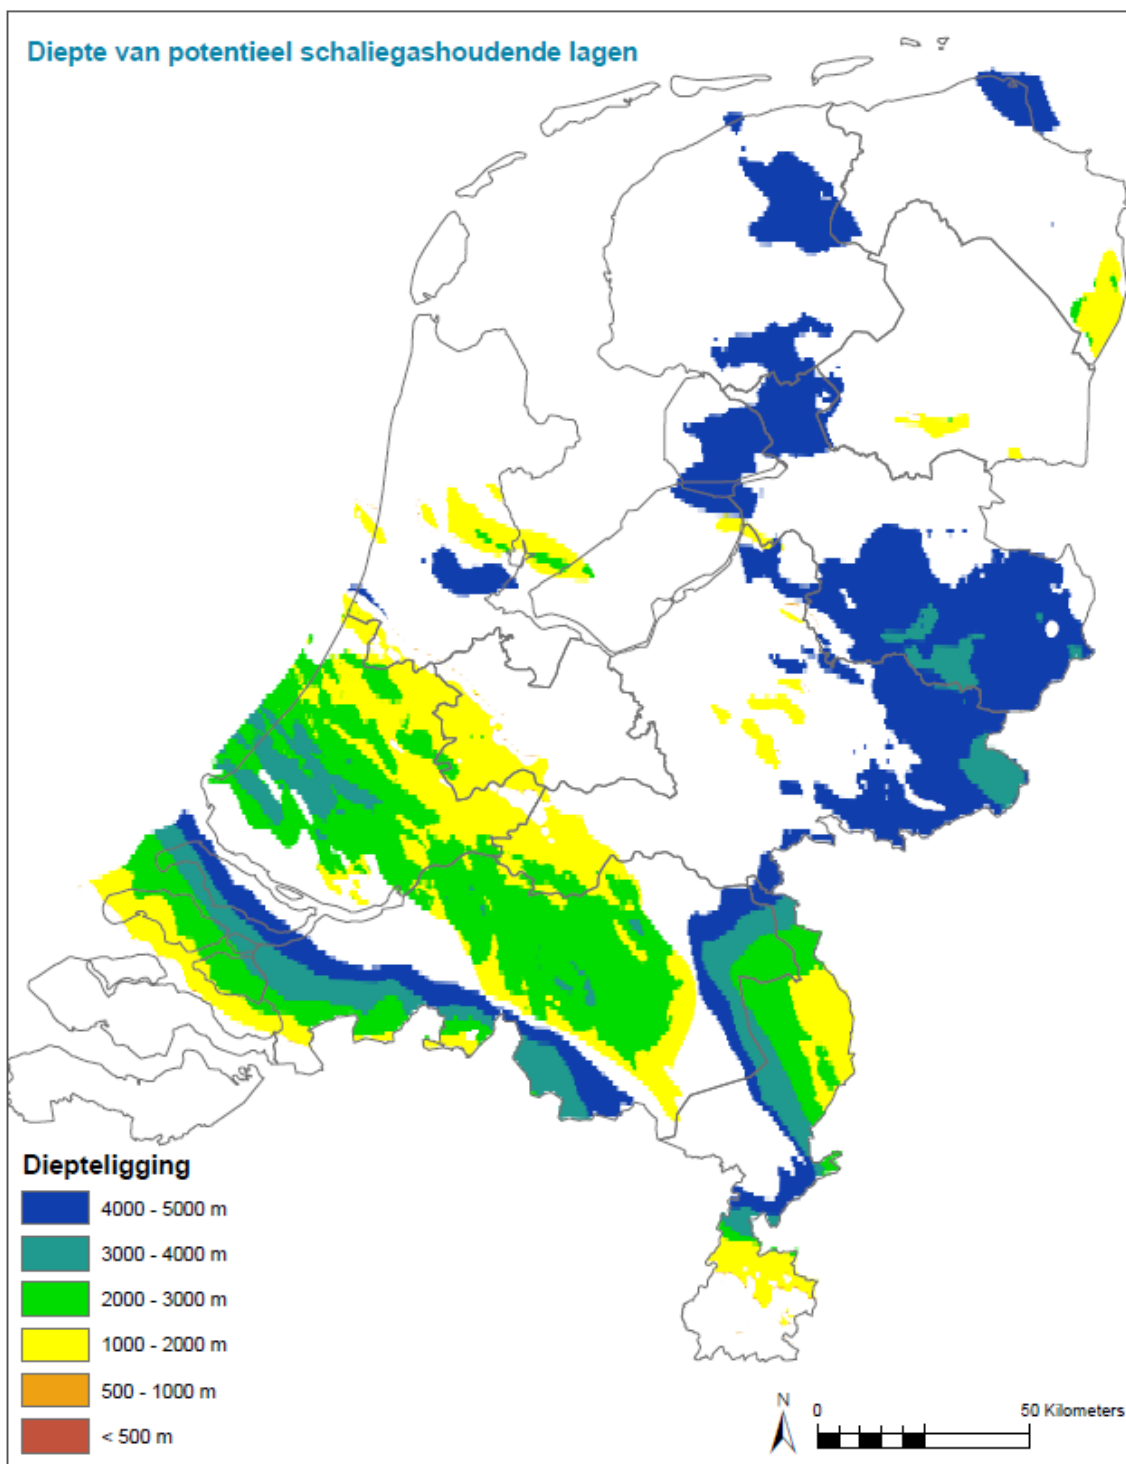 Diepte van potentieel schaliegashoudende lagen
Diepteligging
4000 - 5000 m
3000 - 4000 m
2000 - 3000 m
1000 - 2000 m
500 - 1000 m
< 500 m
N
0 50 Kilometers